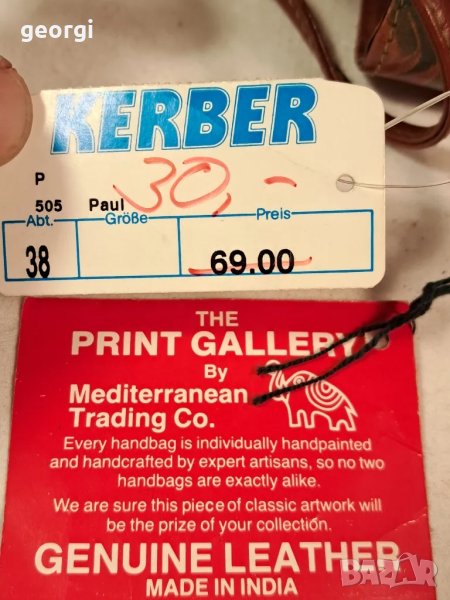 georgi
KERBER
P
505 Paul
30,-
Abt. Größe Preis
38 69.00
THE
PRINT GALLERY
By
Mediterranean
Trading Co.
Every handbag is individually handpainted
and handcrafted by expert artisans, so no two
handbags are exactly alike.
We are sure this piece of classic artwork will
be the prize of your collection.
GENUINE LEATHER
MADE IN INDIA
BAZAR